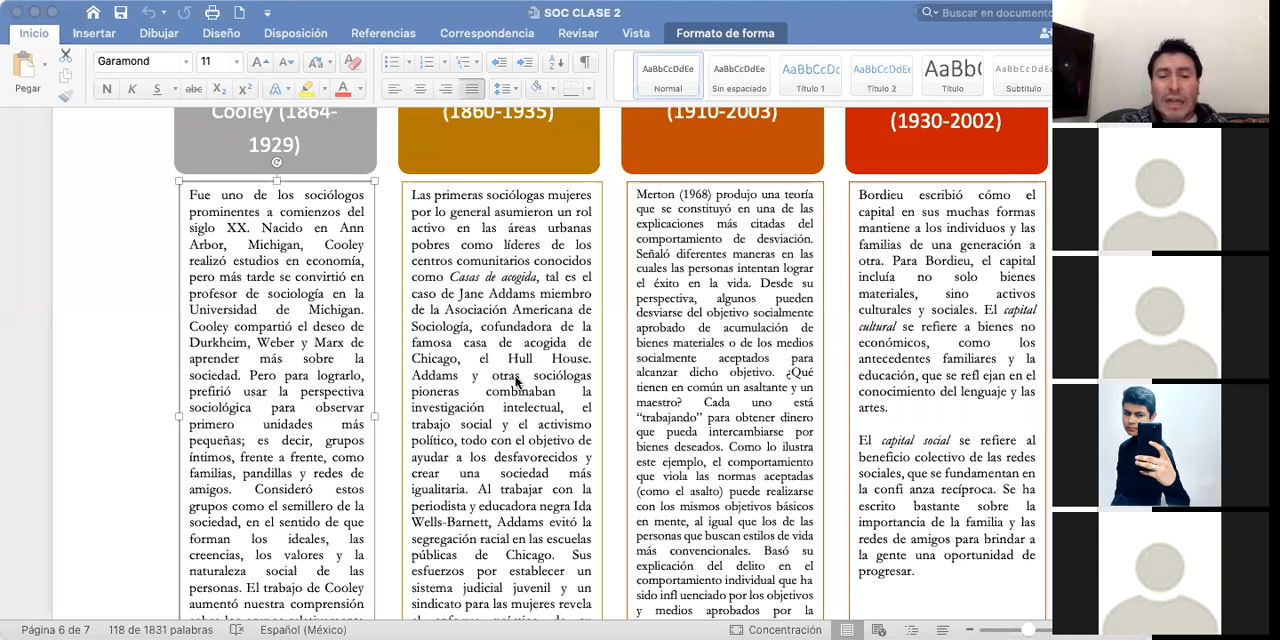 SOC CLASE 2
Buscar en documento
Inicio
Insertar
Dibujar
Diseño
Disposición
Referencias
Correspondencia
Revisar
Vista
Formato de forma
Pegar
Garamond
11
N K S abc X₂ X²
AaBbCcDdEe
Normal
AaBbCcDdEe
Sin espaciado
AaBbCcDc
Título 1
AaBbCcDdEe
Título 2
AaBb(
Título
AaBbCcDdEe
Subtítulo
Cooley (1864-
1929)
Fue uno de los sociólogos
prominentes a comienzos del
siglo XX. Nacido en Ann
Arbor, Michigan, Cooley
realizó estudios en economía,
pero más tarde se convirtió en
profesor de sociología en la
Universidad de Michigan.
Cooley compartió el deseo de
Durkheim, Weber y Marx de
aprender más sobre la
sociedad. Pero para lograrlo,
prefirió usar la perspectiva
sociológica para observar
primero unidades más
pequeñas; es decir, grupos
íntimos, frente a frente, como
familias, pandillas y redes de
amigos. Consideró estos
grupos como el semillero de la
sociedad, en el sentido de que
forman los ideales, las
creencias, los valores y la
naturaleza social de las
personas. El trabajo de Cooley
aumentó nuestra comprensión
(1860-1935)
Las primeras sociólogas mujeres
por lo general asumieron un rol
activo en las áreas urbanas
pobres como líderes de los
centros comunitarios conocidos
como Casas de acogida, tal es el
caso de Jane Addams miembro
de la Asociación Americana de
Sociología, cofundadora de la
famosa casa de acogida de
Chicago, el Hull House.
Addams y otras sociólogas
pioneras combinaban la
investigación intelectual, el
trabajo social y el activismo
político, todo con el objetivo de
ayudar a los desfavorecidos y
crear una sociedad más
igualitaria. Al trabajar con la
periodista y educadora negra Ida
Wells-Barnett, Addams evitó la
segregación racial en las escuelas
públicas de Chicago. Sus
esfuerzos por establecer un
sistema judicial juvenil y un
sindicato para las mujeres revela
(1910-2003)
Merton (1968) produjo una teoría
que se constituyó en una de las
explicaciones más citadas del
comportamiento de desviación.
Señaló diferentes maneras en las
cuales las personas intentan lograr
el éxito en la vida. Desde su
perspectiva, algunos pueden
desviarse del objetivo socialmente
aprobado de acumulación de
bienes materiales o de los medios
socialmente aceptados para
alcanzar dicho objetivo. ¿Qué
tienen en común un asaltante y un
maestro? Cada uno está
“trabajando” para obtener dinero
que pueda intercambiarse por
bienes deseados. Como lo ilustra
este ejemplo, el comportamiento
que viola las normas aceptadas
(como el asalto) puede realizarse
con los mismos objetivos básicos
en mente, al igual que los de las
personas que buscan estilos de vida
más convencionales. Basó su
explicación del delito en el
comportamiento individual que ha
sido infl uenciado por los objetivos
y medios aprobados por la
(1930-2002)
Bordieu escribió cómo el
capital en sus muchas formas
mantiene a los individuos y las
familias de una generación a
otra. Para Bordieu, el capital
incluía no solo bienes
materiales, sino activos
culturales y sociales. El capital
cultural se refiere a bienes no
económicos, como los
antecedentes familiares y la
educación, que se refl ejan en el
conocimiento del lenguaje y las
artes.
El capital social se refiere al
beneficio colectivo de las redes
sociales, que se fundamentan en
la confi anza recíproca. Se ha
escrito bastante sobre la
importancia de la familia y las
redes de amigos para brindar a
la gente una oportunidad de
progresar.
Página 6 de 7
118 de 1831 palabras
Español (México)
Concentración